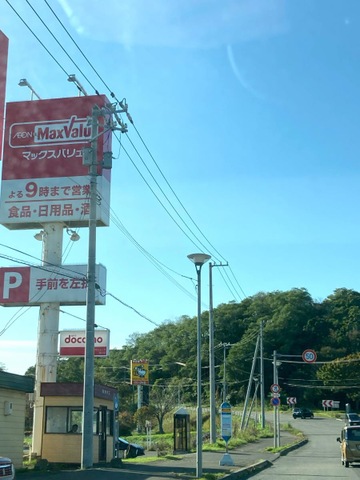 AEON MaxValu
マックスバリュ
よる9時まで営業
食品・日用品・酒
P 手前を左折
docomo